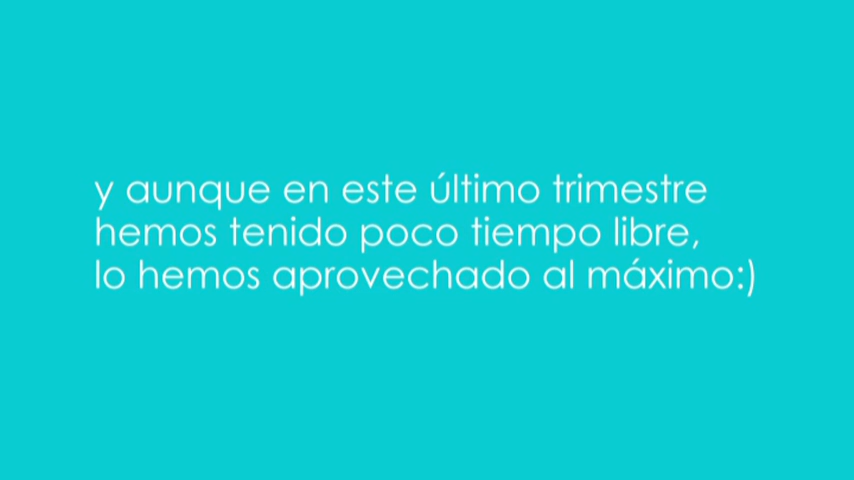 y aunque en este último trimestre
hemos tenido poco tiempo libre,
lo hemos aprovechado al máximo:)